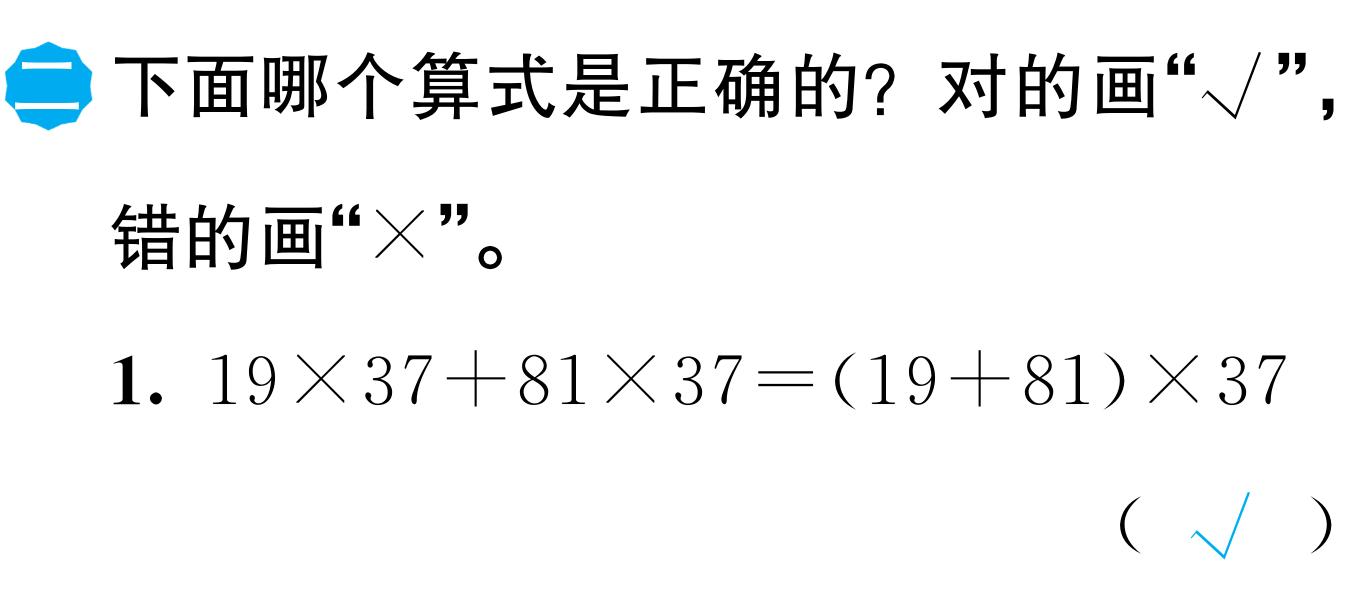 二 下面哪个算式是正确的？对的画“√”，
错的画“×”。
1. 19×37+81×37=(19+81)×37
( √ )